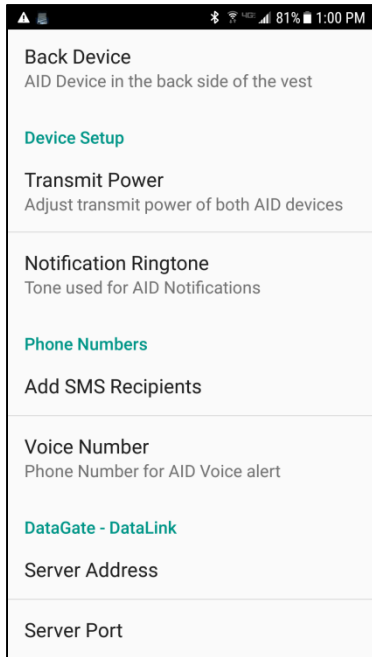 81% 1:00 PM
Back Device
AID Device in the back side of the vest
Device Setup
Transmit Power
Adjust transmit power of both AID devices
Notification Ringtone
Tone used for AID Notifications
Phone Numbers
Add SMS Recipients
Voice Number
Phone Number for AID Voice alert
DataGate - DataLink
Server Address
Server Port